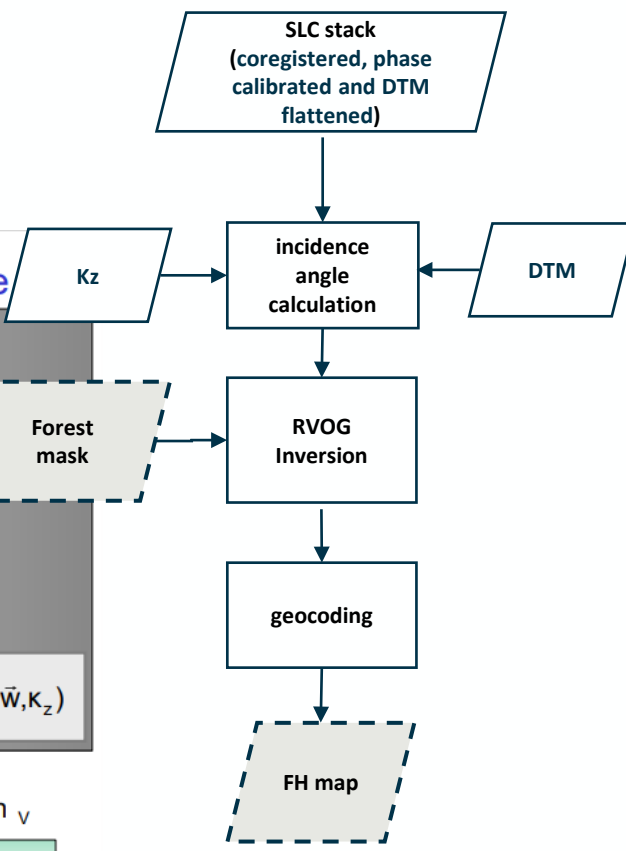 SLC stack
(coregistered, phase
calibrated and DTM
flattened)
e
Kz
incidence
angle
calculation
DTM
Forest
mask
RVOG
Inversion
geocoding
w⃗,κz)
FH map
V